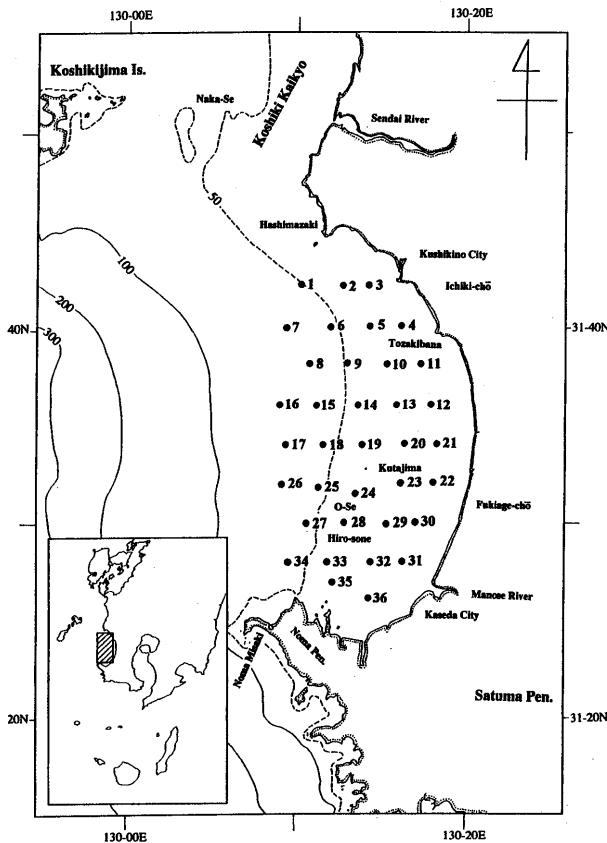 130-00E 130-20E
Koshikijima Is.
Naka-Se
Koshiki Kaikyo
Sendai River
50
Hashimazaki
Kushikino City
100
1 2 3
Ichiki-chō
200
300
40N 7 6 5 4 31-40N
Tozakibana
8 9 10 11
16 15 14 13 12
17 18 19 20 21
Kutajima
26 25 24 23 22
O-Se
Fukiage-chō
27 28 29 30
Hiro-sone
34 33 32 31
35
36
Manose River
Kaseda City
Noma Misaki
Noma Pen.
Satuma Pen.
20N 31-20N
130-00E 130-20E